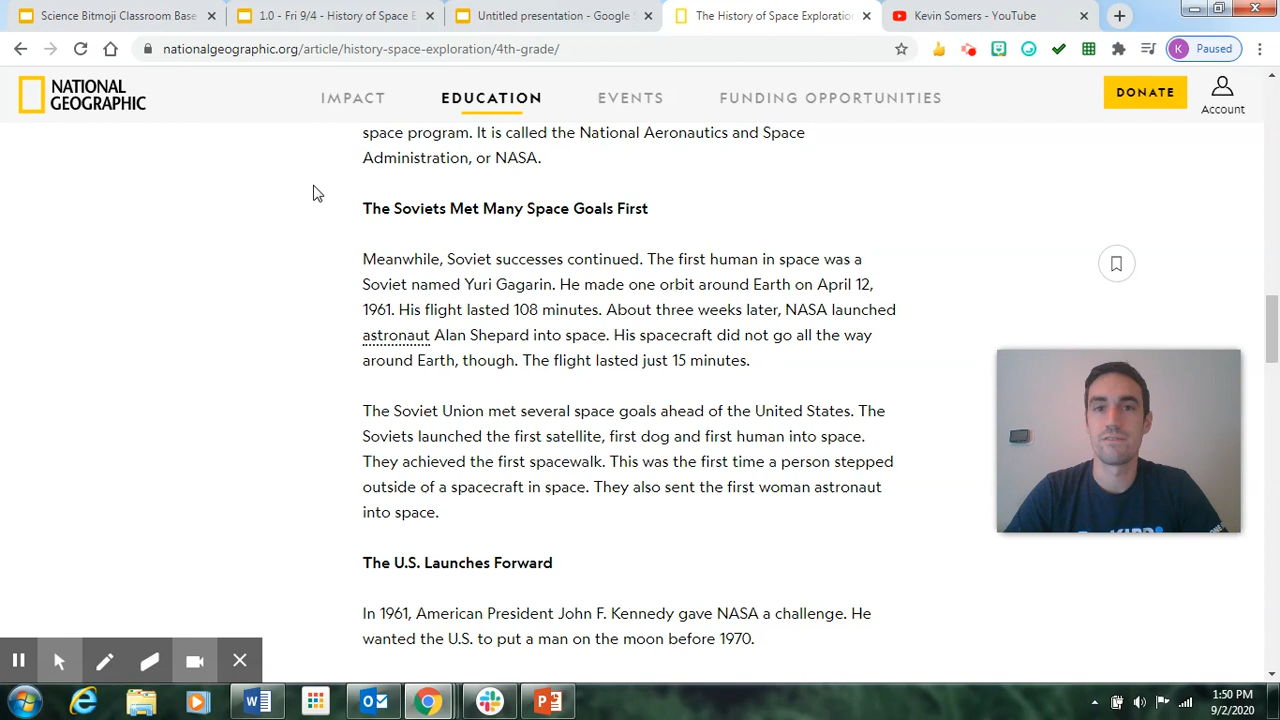 Science Bitmoji Classroom Base
1.0 - Fri 9/4 - History of Space E
Untitled presentation - Google
The History of Space Exploratio
Kevin Somers - YouTube
nationalgeographic.org/article/history-space-exploration/4th-grade/
K Paused
NATIONAL
GEOGRAPHIC
IMPACT
EDUCATION
EVENTS
FUNDING OPPORTUNITIES
DONATE
Account
space program. It is called the National Aeronautics and Space
Administration, or NASA.
The Soviets Met Many Space Goals First
Meanwhile, Soviet successes continued. The first human in space was a
Soviet named Yuri Gagarin. He made one orbit around Earth on April 12,
1961. His flight lasted 108 minutes. About three weeks later, NASA launched
astronaut Alan Shepard into space. His spacecraft did not go all the way
around Earth, though. The flight lasted just 15 minutes.
The Soviet Union met several space goals ahead of the United States. The
Soviets launched the first satellite, first dog and first human into space.
They achieved the first spacewalk. This was the first time a person stepped
outside of a spacecraft in space. They also sent the first woman astronaut
into space.
The U.S. Launches Forward
In 1961, American President John F. Kennedy gave NASA a challenge. He
wanted the U.S. to put a man on the moon before 1970.
1:50 PM
9/2/2020